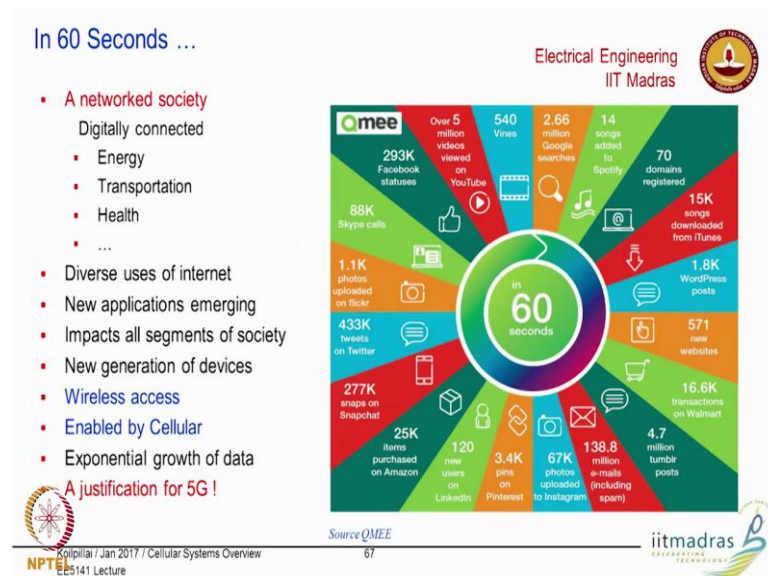 In 60 Seconds ...
Electrical Engineering
IIT Madras
A networked society
Digitally connected
Energy
Transportation
Health
...
Diverse uses of internet
New applications emerging
Impacts all segments of society
New generation of devices
Wireless access
Enabled by Cellular
Exponential growth of data
A justification for 5G !
Qmee
Over 5
million
videos
viewed
on
YouTube
540
Vines
2.66
million
Google
searches
14
songs
added
to
Spotify
70
domains
registered
15K
songs
downloaded
from iTunes
1.8K
WordPress
posts
571
new
websites
16.6K
transactions
on Walmart
4.7
million
tumblr
posts
138.8
million
e-mails
(including
spam)
67K
photos
uploaded
to Instagram
3.4K
pins
on
Pinterest
120
new
users
on
LinkedIn
25K
items
purchased
on Amazon
277K
snaps on
Snapchat
433K
tweets
on Twitter
1.1K
photos
uploaded
on flickr
88K
Skype calls
293K
Facebook
statuses
in
60
seconds
Source QMEE
Koilpillai / Jan 2017 / Cellular Systems Overview
67
EE5141 Lecture
NPTEL
iitmadras
CELEBRATING
TECHNOLOGY